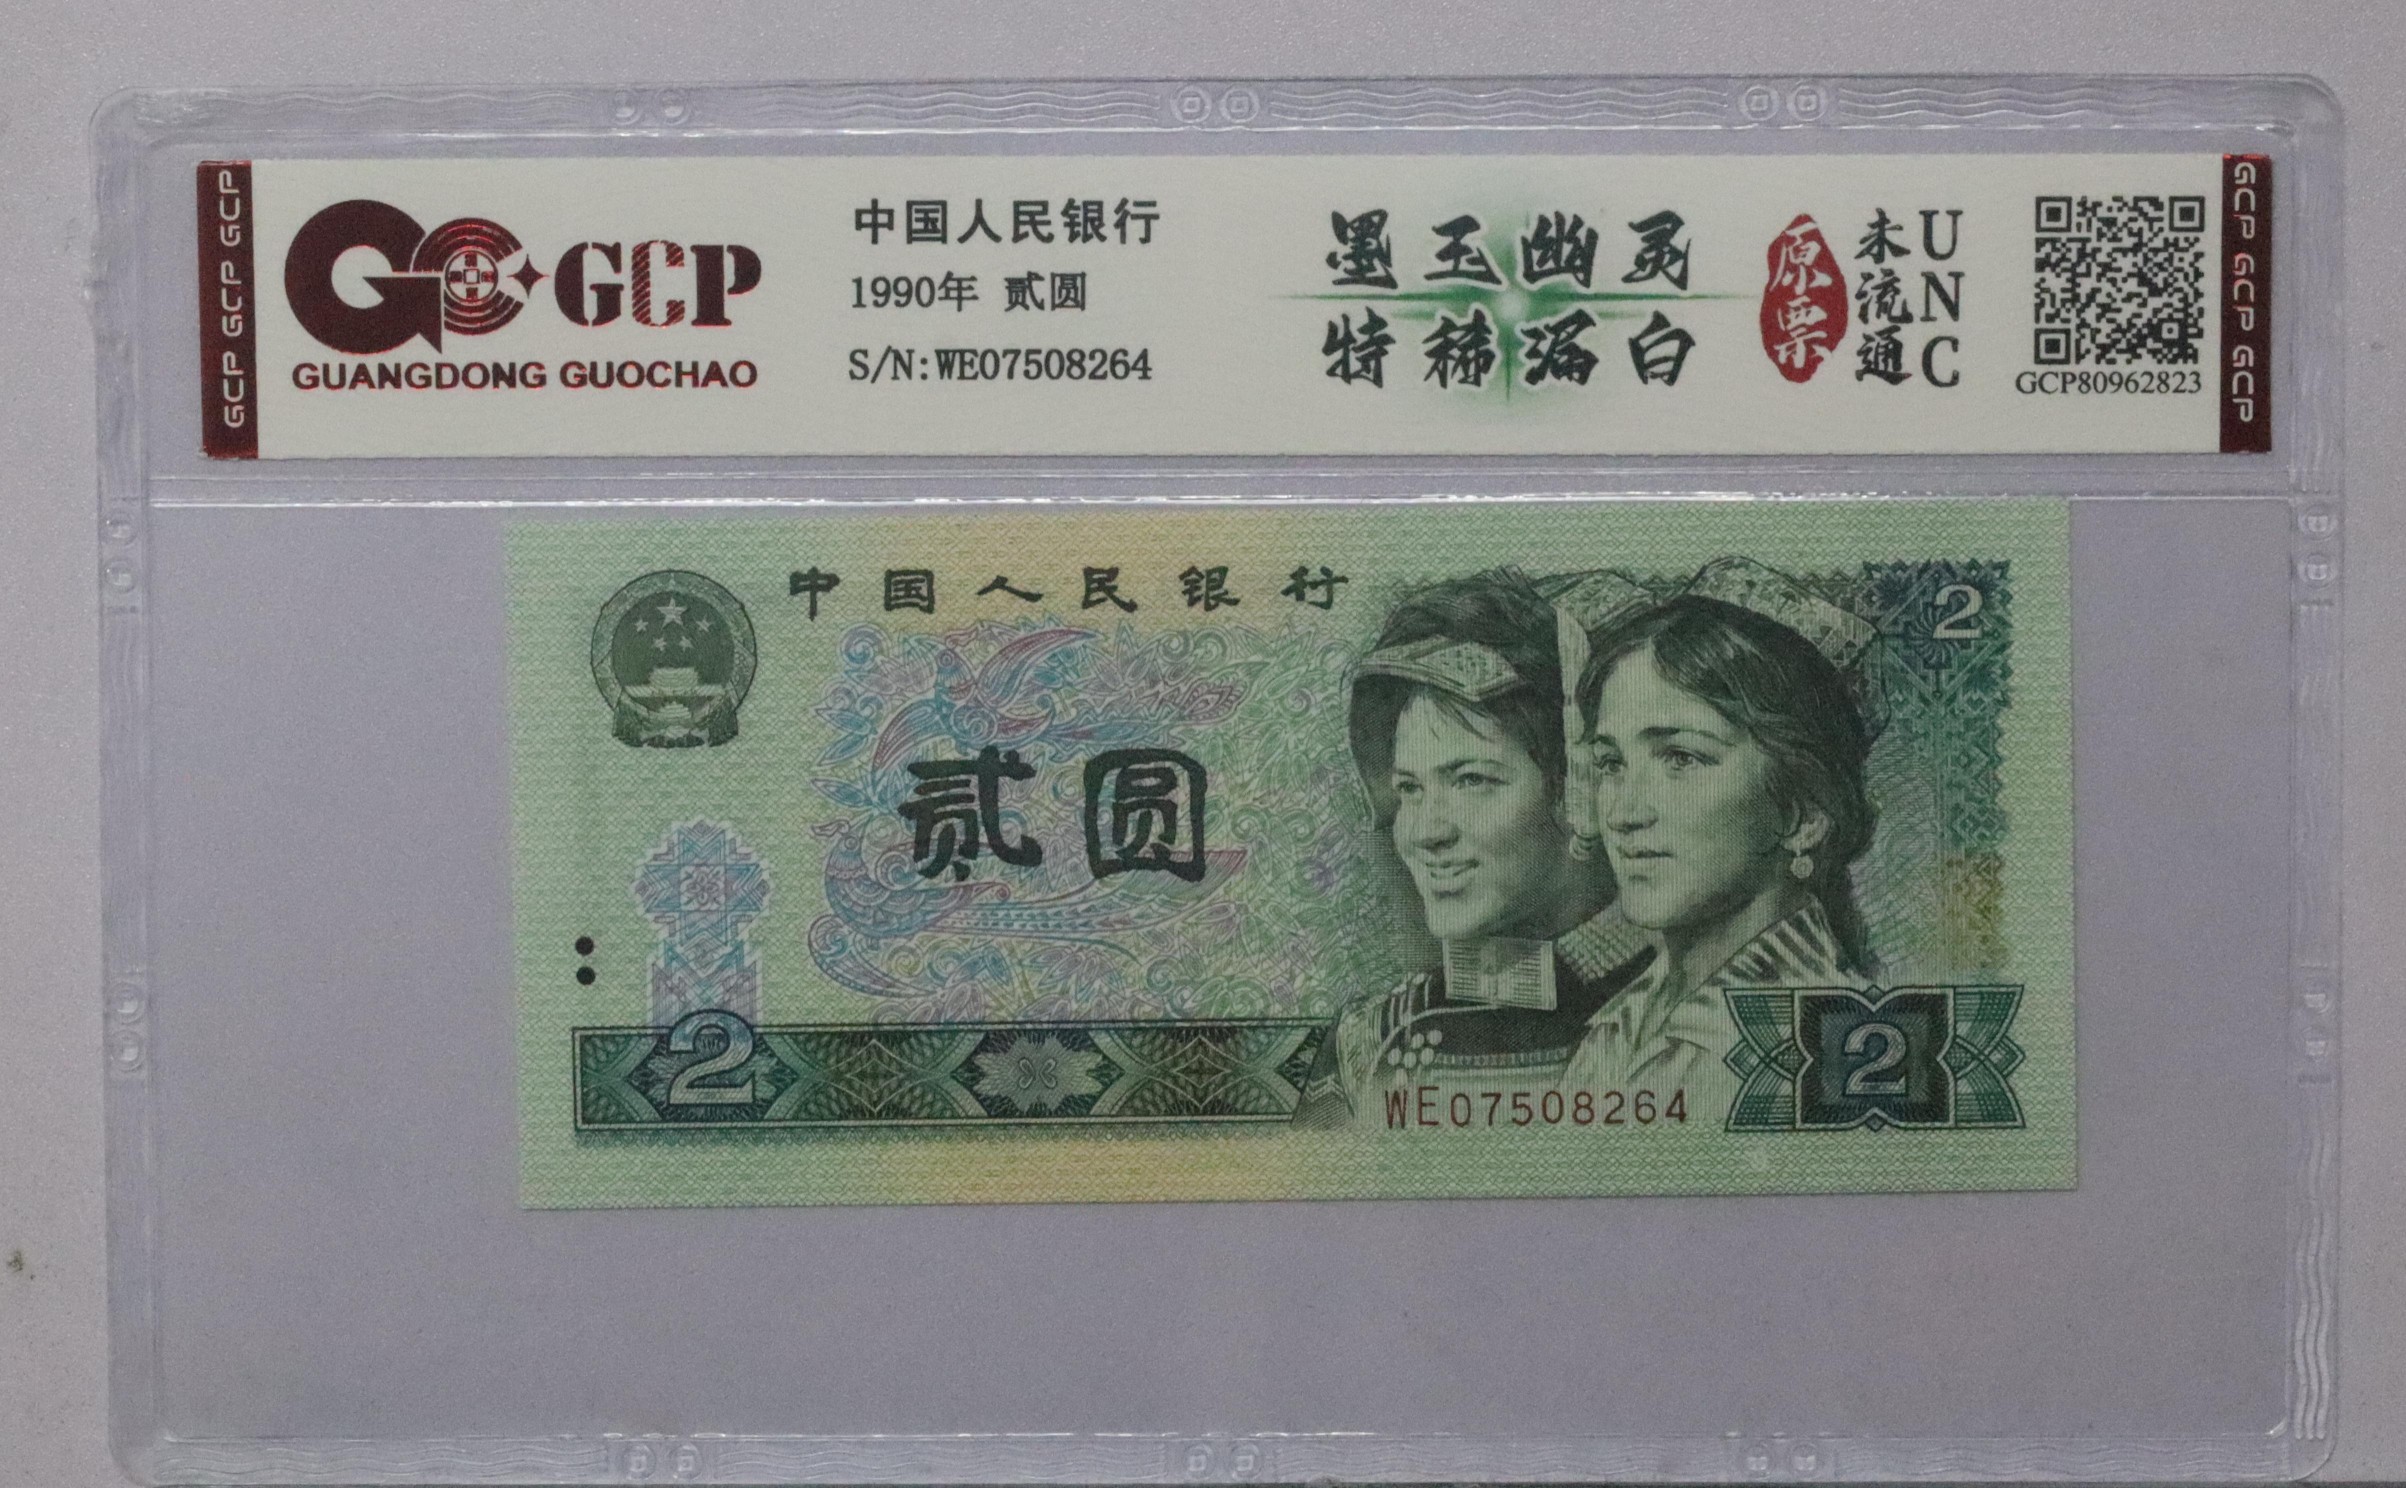 GCP GCP GCP
GCP
GUANGDONG GUOCHAO
中国人民银行
1990年 贰圆
S/N:WE07508264
墨玉幽灵
特稀漏白
原票
未流通
UNC
GCP80962823
GCP GCP GCP
中国人民银行
2
贰圆
2
WE07508264
2